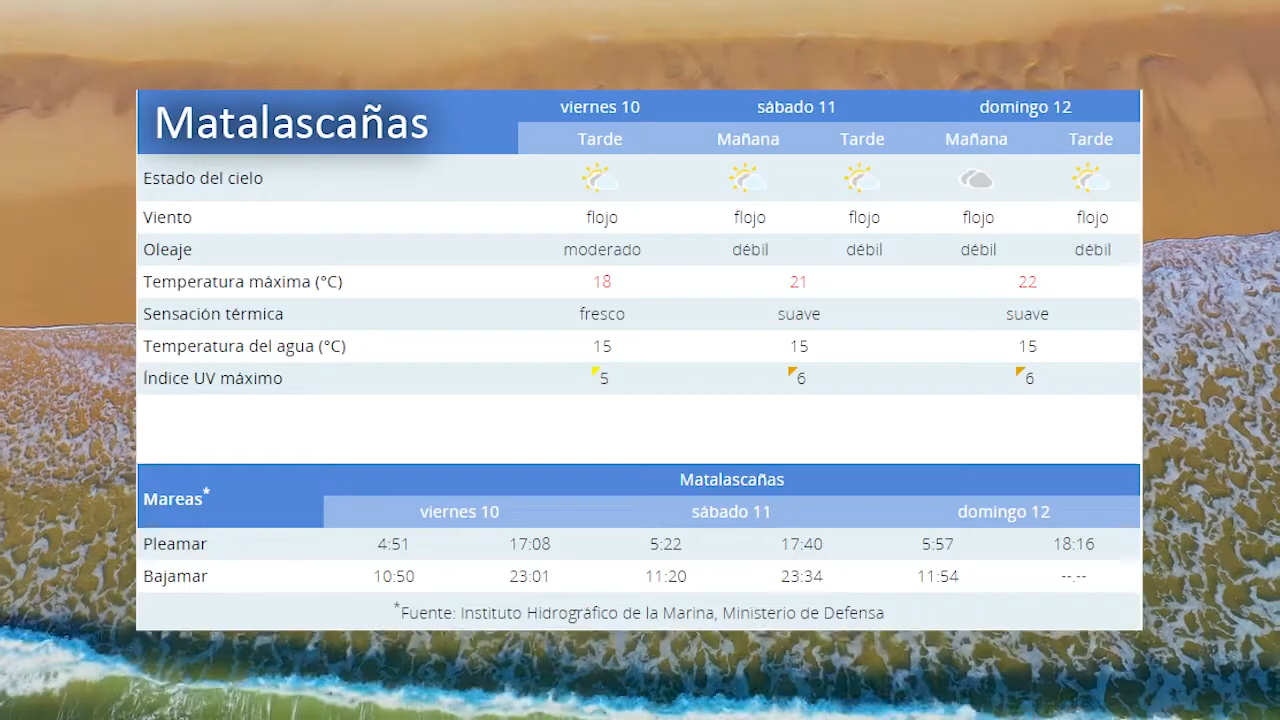 Matalascañas
viernes 10 sábado 11 domingo 12
Tarde Mañana Tarde Mañana Tarde
Estado del cielo
Viento flojo flojo flojo flojo flojo
Oleaje moderado débil débil débil débil
Temperatura máxima (°C) 18 21 22
Sensación térmica fresco suave suave
Temperatura del agua (°C) 15 15 15
Índice UV máximo 5 6 6
Mareas* Matalascañas
viernes 10 sábado 11 domingo 12
Pleamar 4:51 17:08 5:22 17:40 5:57 18:16
Bajamar 10:50 23:01 11:20 23:34 11:54 --.--
*Fuente: Instituto Hidrográfico de la Marina, Ministerio de Defensa